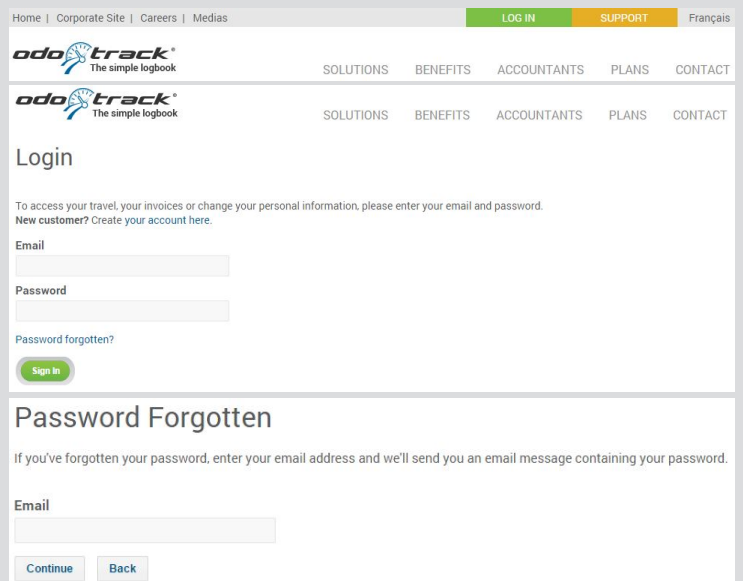 Home | Corporate Site | Careers | Medias LOG IN SUPPORT Français
odotrack®
The simple logbook
SOLUTIONS BENEFITS ACCOUNTANTS PLANS CONTACT
odotrack®
The simple logbook
SOLUTIONS BENEFITS ACCOUNTANTS PLANS CONTACT
Login
To access your travel, your invoices or change your personal information, please enter your email and password.
New customer? Create your account here.
Email
Password
Password forgotten?
Sign In
Password Forgotten
If you've forgotten your password, enter your email address and we'll send you an email message containing your password.
Email
Continue Back